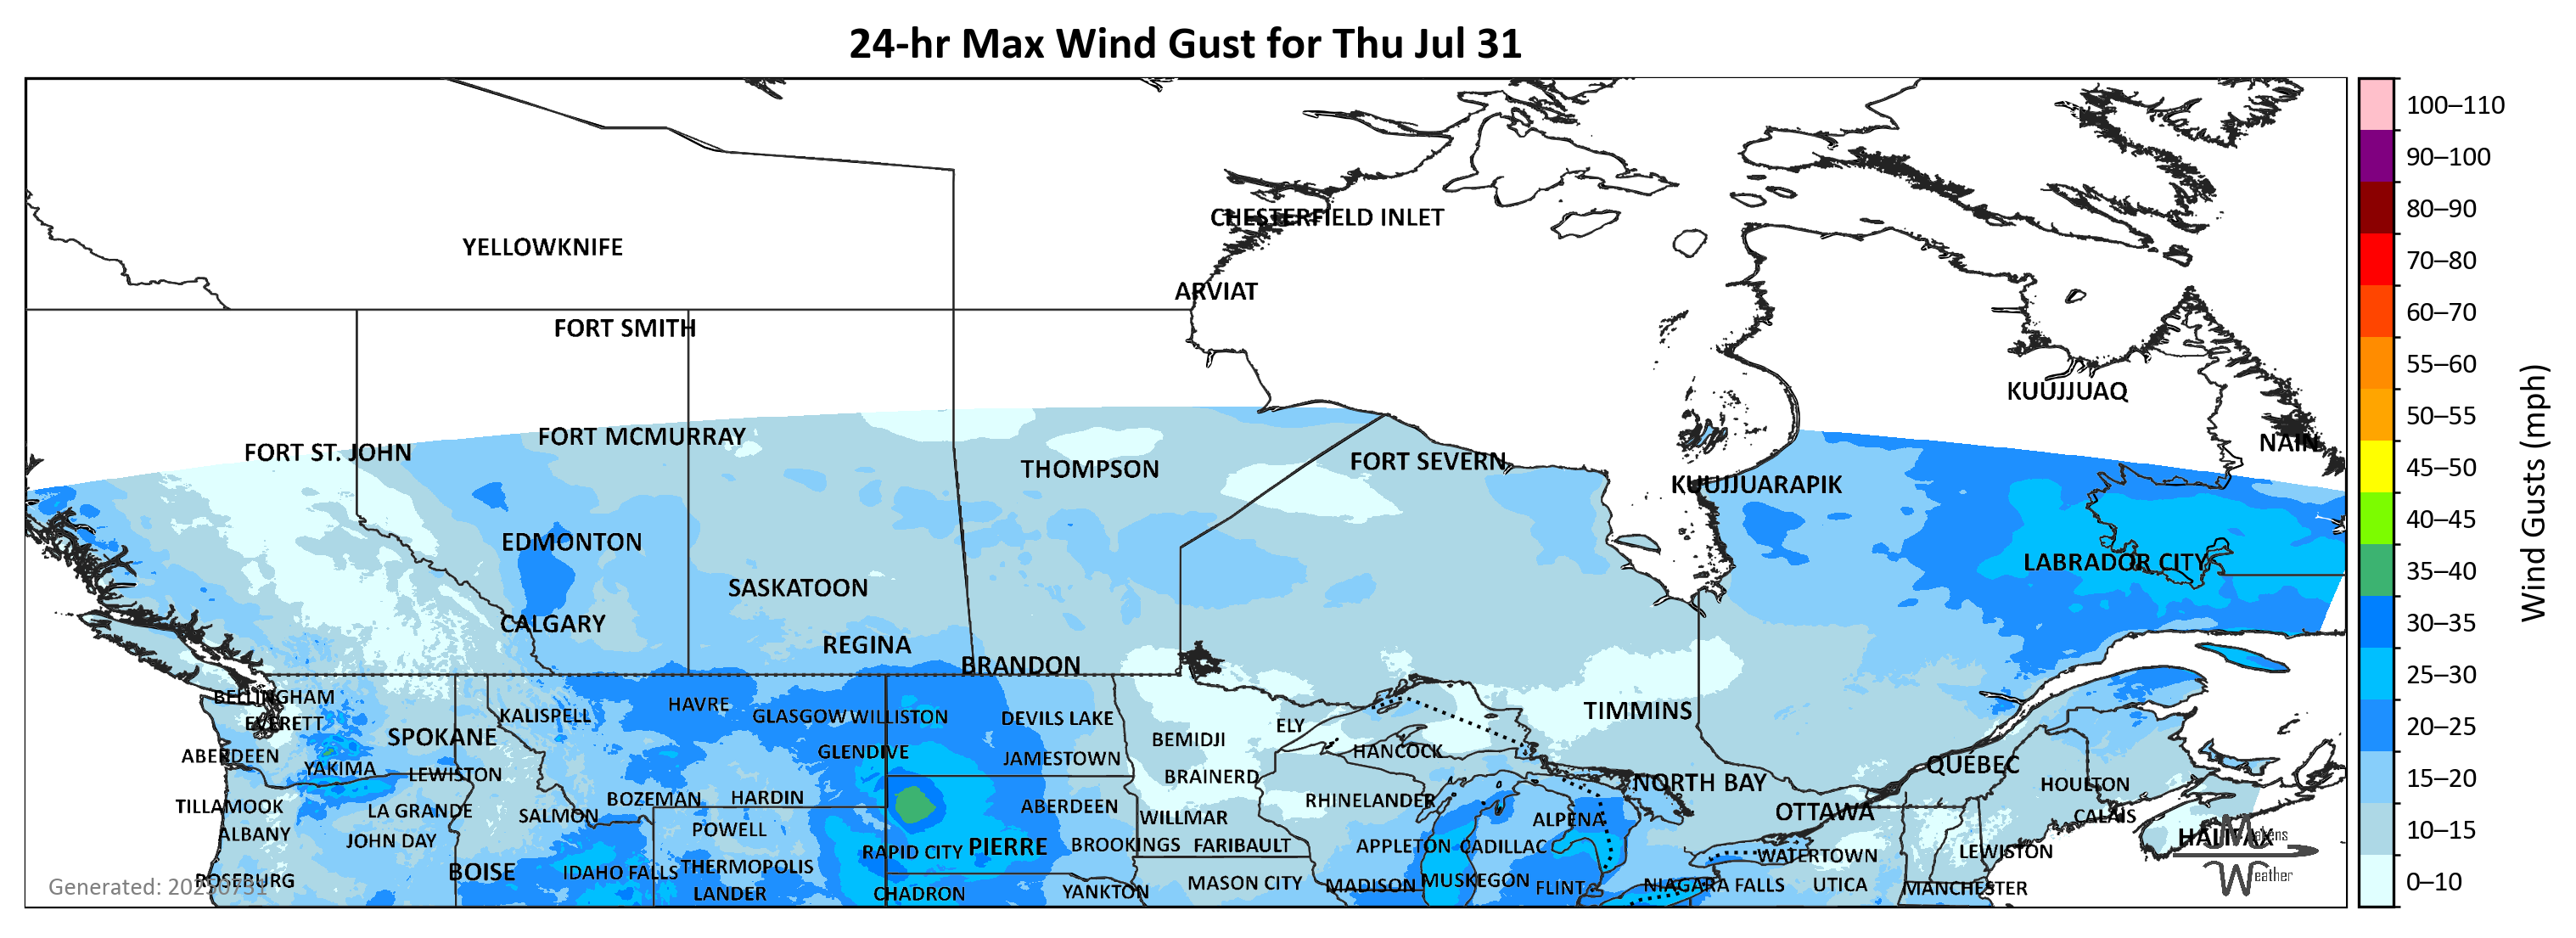 24-hr Max Wind Gust for Thu Jul 31
100–110
90–100
80–90
70–80
60–70
55–60
50–55
45–50
40–45
35–40
30–35
25–30
20–25
15–20
10–15
0–10
Wind Gusts (mph)
CHESTERFIELD INLET
YELLOWKNIFE
ARVIAT
FORT SMITH
KUUJJUAQ
FORT MCMURRAY
NAIN
FORT ST. JOHN
FORT SEVERN
THOMPSON
KUUJJUARAPIK
EDMONTON
LABRADOR CITY
SASKATOON
CALGARY
REGINA
BRANDON
BELLINGHAM
HAVRE
TIMMINS
KALISPELL
GLASGOW
WILLISTON
DEVILS LAKE
EVERETT
ELY
SPOKANE
BEMIDJI
GLENDIVE
HANCOCK
ABERDEEN
JAMESTOWN
QUÉBEC
YAKIMA
LEWISTON
BRAINERD
NORTH BAY
HOULTON
BOZEMAN
HARDIN
RHINELANDER
TILLAMOOK
LA GRANDE
ABERDEEN
OTTAWA
SALMON
WILLMAR
CALAIS
ALPENA
POWELL
ALBANY
HALIFAX
JOHN DAY
BROOKINGS
FARIBAULT
APPLETON
CADILLAC
RAPID CITY
PIERRE
LEWISTON
WATERTOWN
THERMOPOLIS
BOISE
IDAHO FALLS
ROSEBURG
MUSKEGON
MASON CITY
MADISON
NIAGARA FALLS
UTICA
FLINT
MANCHESTER
LANDER
CHADRON
YANKTON
Generated: 20250731
Makens
Weather